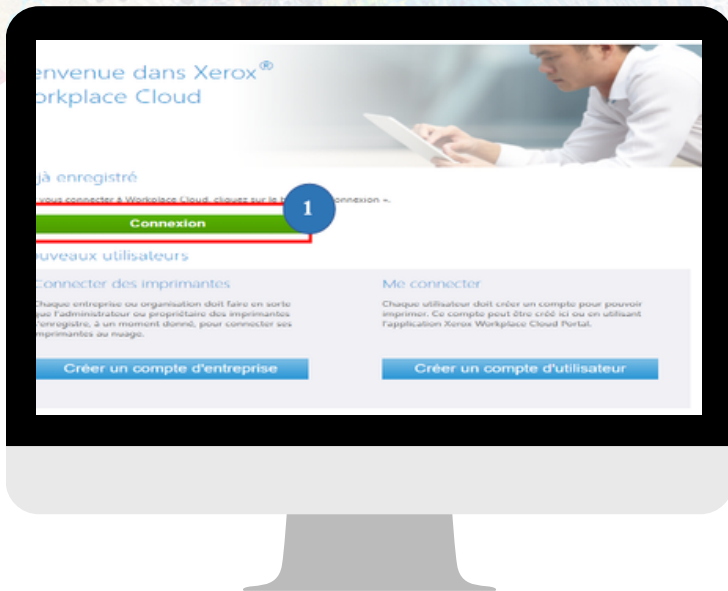 envenue dans Xerox®
orkplace Cloud
jà enregistré
vous connecter à Workplace Cloud, cliquez sur le b onnexion ».
1
Connexion
ouveaux utilisateurs
Connecter des imprimantes
Chaque entreprise ou organisation doit faire en sorte
que l'administrateur ou propriétaire des imprimantes
s'enregistre, à un moment donné, pour connecter ses
imprimantes au nuage.
Créer un compte d'entreprise
Me connecter
Chaque utilisateur doit créer un compte pour pouvoir
imprimer. Ce compte peut être créé ici ou en utilisant
l'application Xerox Workplace Cloud Portal.
Créer un compte d'utilisateur